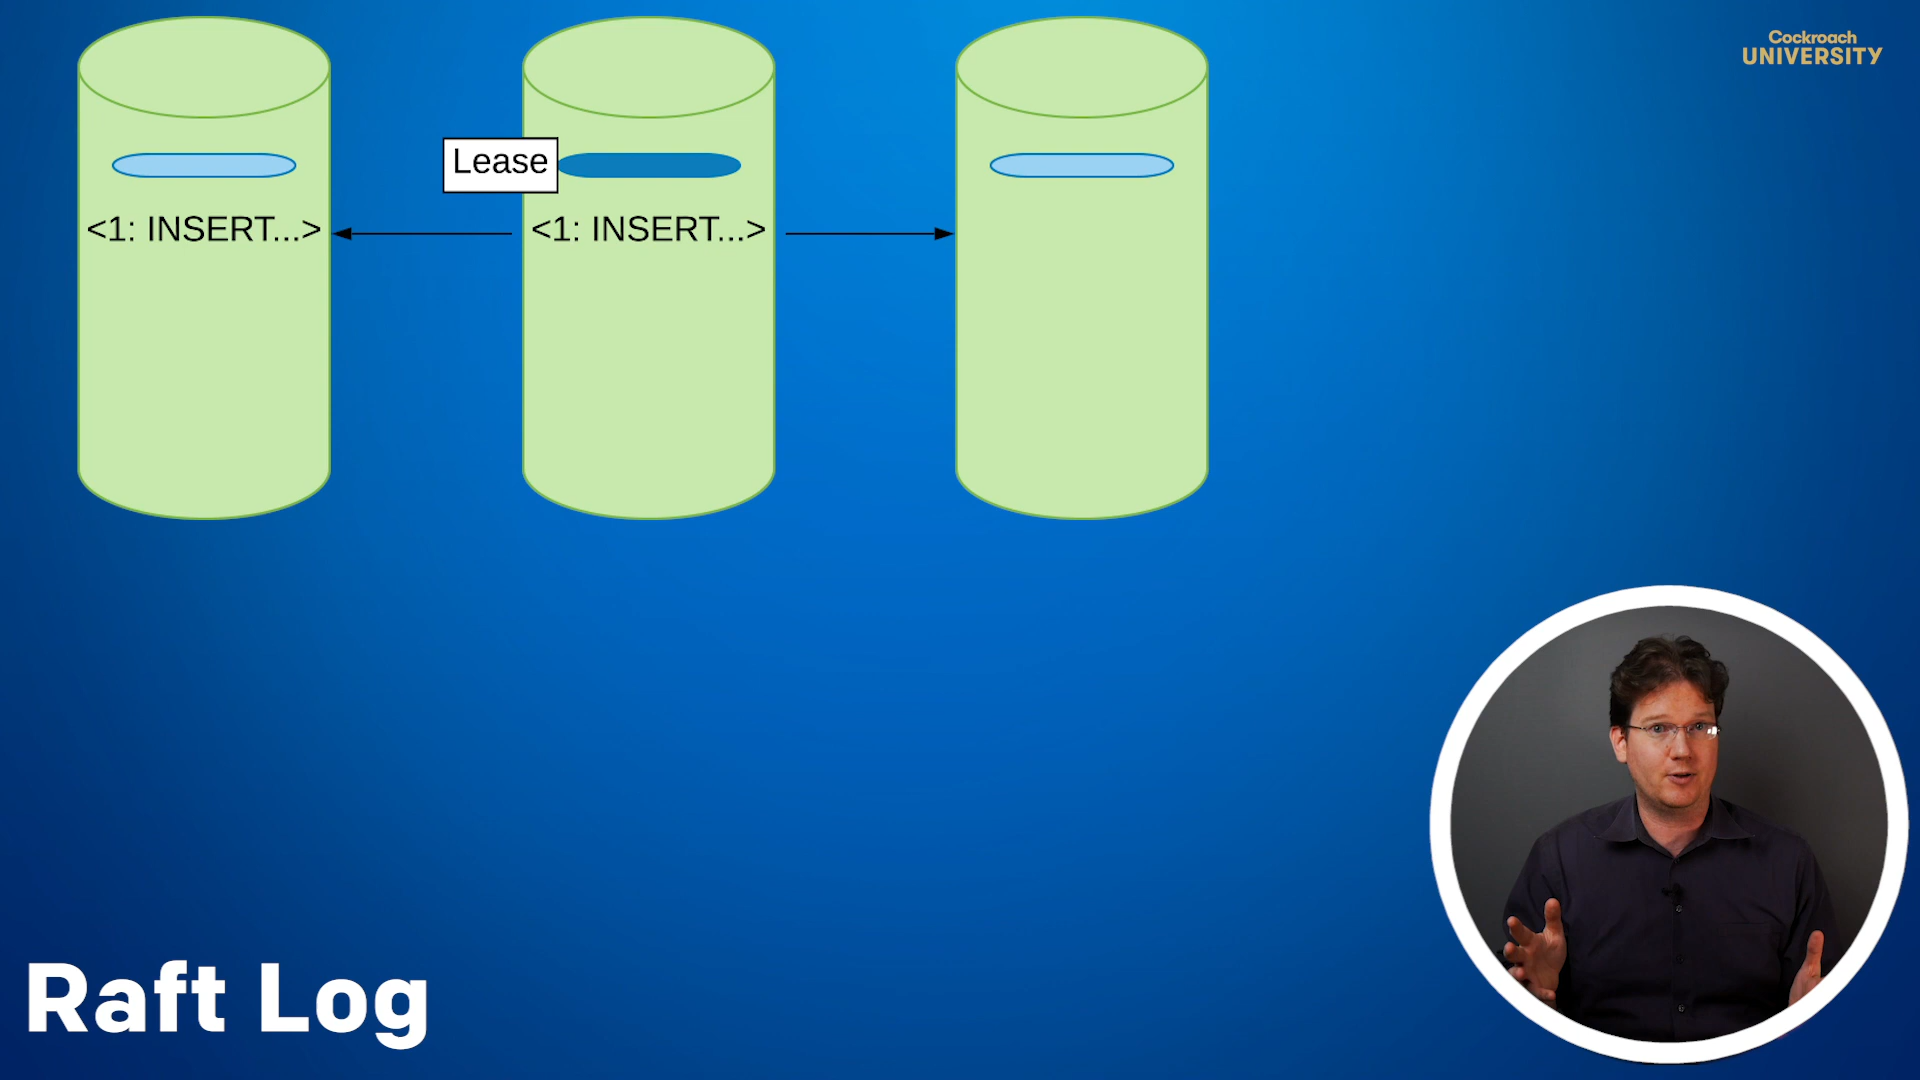 Cockroach
UNIVERSITY
Lease
<1: INSERT...>
<1: INSERT...>
Raft Log